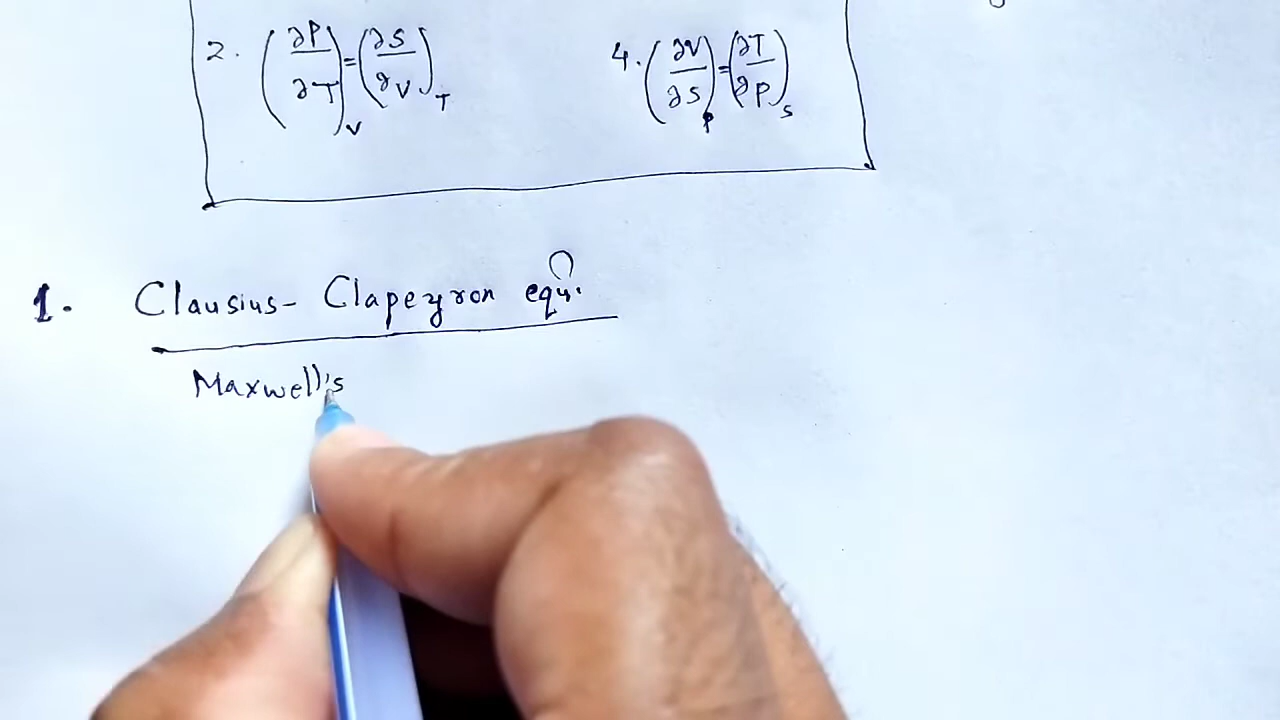 2. (∂P/∂T)_V = (∂S/∂V)_T 4. (∂V/∂S)_P = (∂T/∂P)_S
1. Clausius- Clapeyron eqn.
Maxwell's